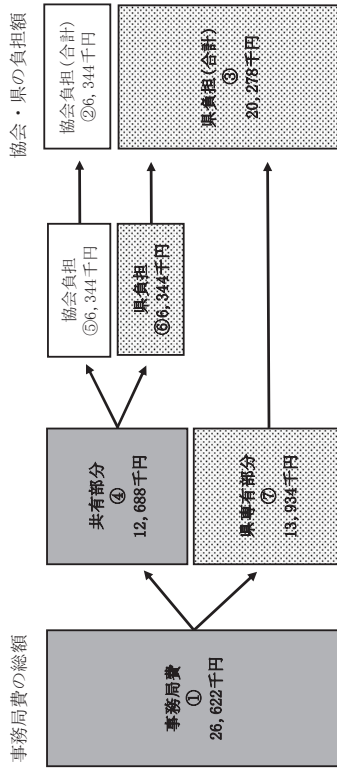 事務局費の総額
協会・県の負担額
事務局費
①
26,622千円
共有部分
④
12,688千円
県専有部分
⑦
13,934千円
協会負担
⑤6,344千円
県負担
⑥6,344千円
協会負担(合計)
②6,344千円
県負担(合計)
③
20,278千円